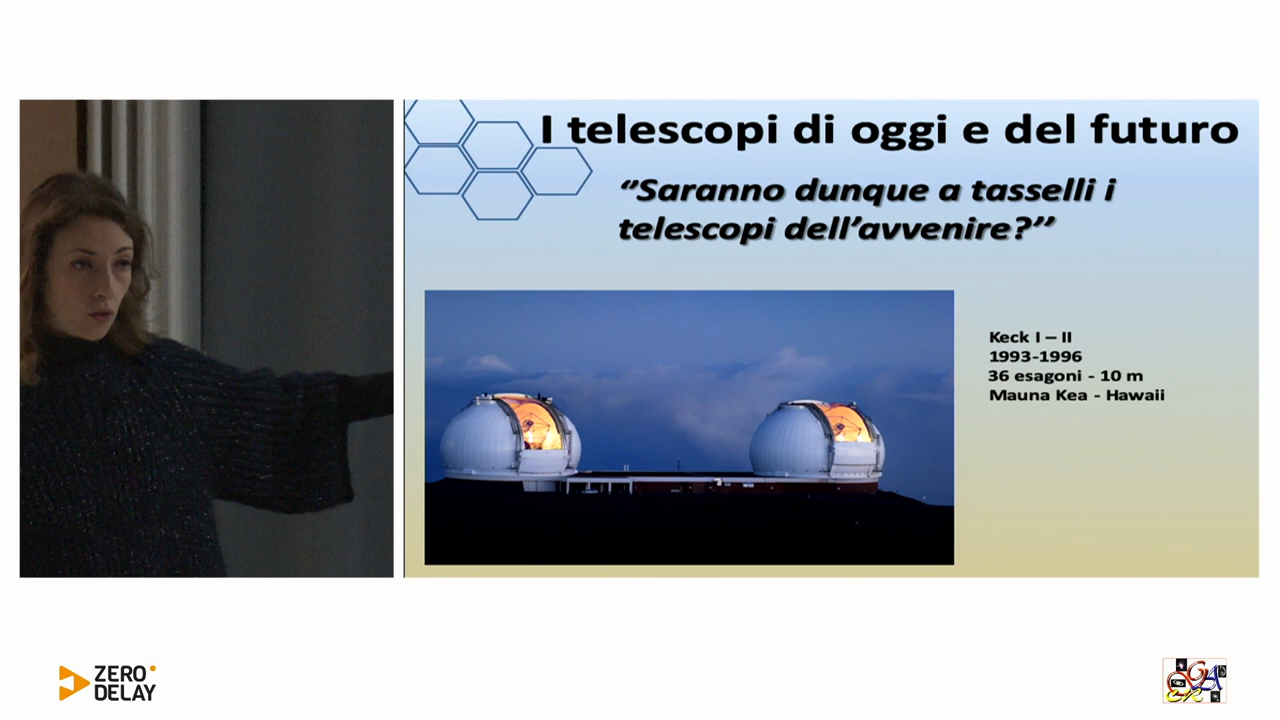 I telescopi di oggi e del futuro
“Saranno dunque a tasselli i
telescopi dell’avvenire?”
Keck I – II
1993-1996
36 esagoni - 10 m
Mauna Kea - Hawaii
ZERO
DELAY